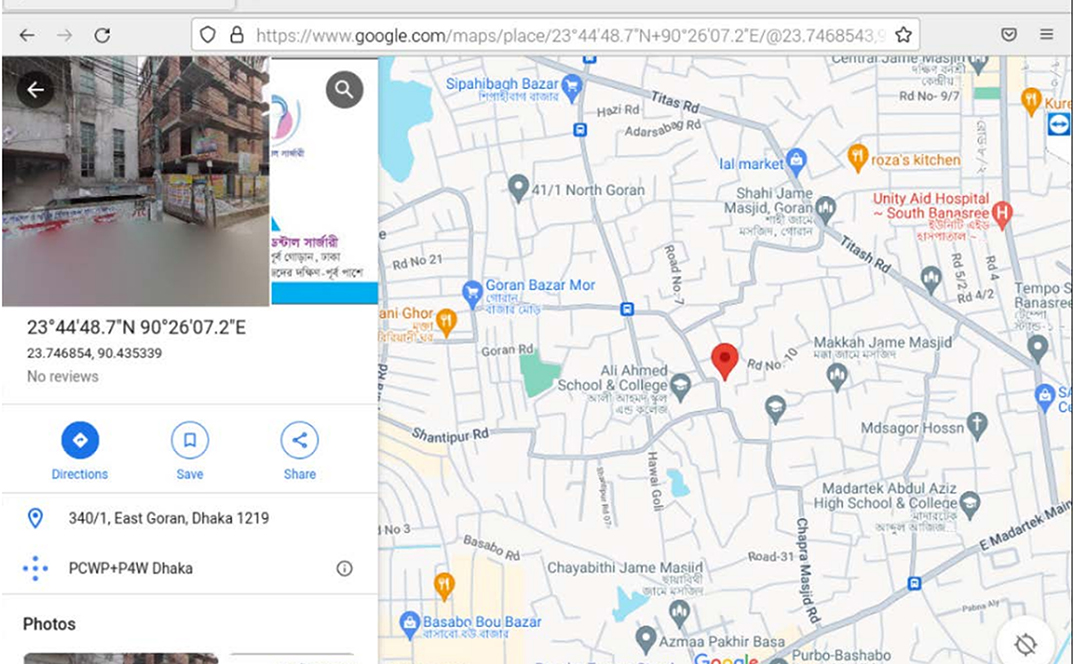 https://www.google.com/maps/place/23°44'48.7"N+90°26'07.2"E/@23.7468543,9
ডেন্টাল সার্জারী
পূর্ব গোড়ান, ঢাকা
দক্ষিণ-পূর্ব পাশে
23°44'48.7"N 90°26'07.2"E
23.746854, 90.435339
No reviews
Directions
Save
Share
340/1, East Goran, Dhaka 1219
PCWP+P4W Dhaka
Photos
Central Jame Masjid
Sipahibagh Bazar
সিপাহীবাগ বাজার
Hazi Rd
Titas Rd
Adarsabag Rd
Rd No- 9/7
Kure
lal market
roza's kitchen
41/1 North Goran
Shahi Jame
Masjid, Goran
শাহী জামে
মসজিদ, গোরান
Unity Aid Hospital
~ South Banasree
ইউনিটি এইড
হাসপাতাল ~
Titash Rd
Rd No 21
Road No.-7
Rd 5/2
Rd 4
Rd 4/2
Goran Bazar Mor
গোরান
বাজার মোড়
Tempo S
Banasree
টেম্পো
স্ট্যান্ড-১
ani Ghor
Goran Rd
Makkah Jame Masjid
মক্কা জামে মসজিদ
Rd No.-10
Ali Ahmed
School & College
আলী আহমদ স্কুল
এন্ড কলেজ
SA
Ce
Shantipur Rd
Mdsagor Hossn
Hawai Goli
Madartek Abdul Aziz
High School & College
মাদারটেক
আব্দুল আজিজ...
d No 3
Basabo Rd
Chapra Masjid Rd
E Madartek Main
Road-31
Chayabithi Jame Masjid
ছায়াবিথী
জামে মসজিদ
Basabo Bou Bazar
বাসাবো বউ বাজার
Azmaa Pakhir Basa
Google
Purbo-Basabho